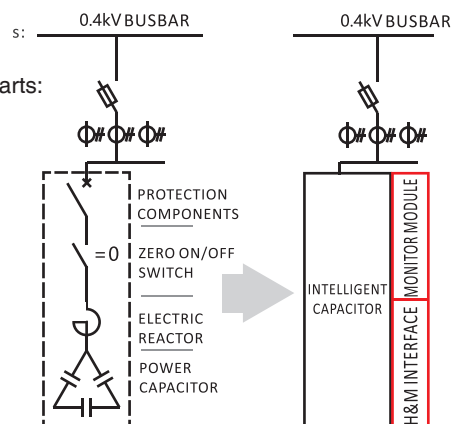 s:
0.4kV BUSBAR
0.4kV BUSBAR
arts:
PROTECTION
COMPONENTS
=0
ZERO ON/OFF
SWITCH
ELECTRIC
REACTOR
POWER
CAPACITOR
INTELLIGENT
CAPACITOR
MONITOR MODULE
H&M INTERFACE